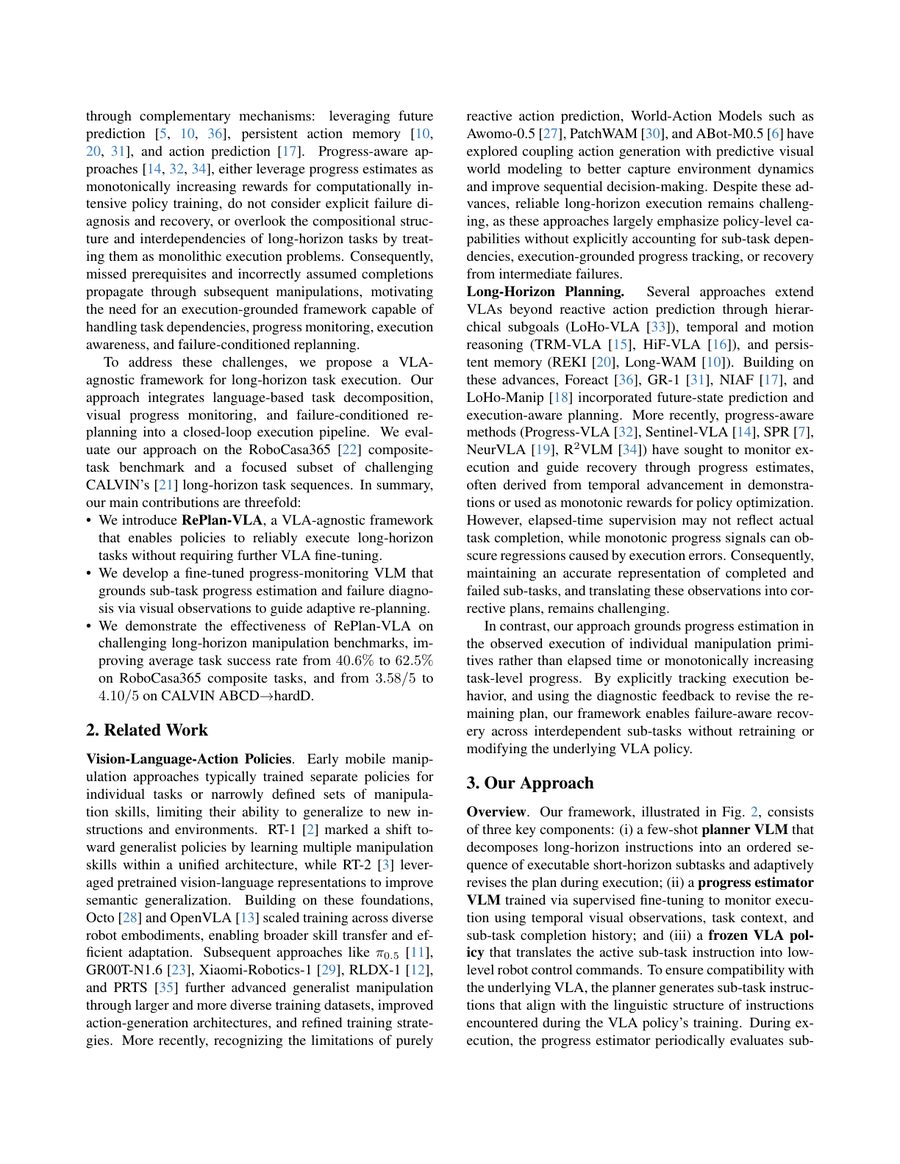 through complementary mechanisms: leveraging future
prediction [5, 10, 36], persistent action memory [10,
20, 31], and action prediction [17]. Progress-aware ap-
proaches [14, 32, 34], either leverage progress estimates as
monotonically increasing rewards for computationally in-
tensive policy training, do not consider explicit failure di-
agnosis and recovery, or overlook the compositional struc-
ture and interdependencies of long-horizon tasks by treat-
ing them as monolithic execution problems. Consequently,
missed prerequisites and incorrectly assumed completions
propagate through subsequent manipulations, motivating
the need for an execution-grounded framework capable of
handling task dependencies, progress monitoring, execution
awareness, and failure-conditioned replanning.
To address these challenges, we propose a VLA-
agnostic framework for long-horizon task execution. Our
approach integrates language-based task decomposition,
visual progress monitoring, and failure-conditioned re-
planning into a closed-loop execution pipeline. We eval-
uate our approach on the RoboCasa365 [22] composite-
task benchmark and a focused subset of challenging
CALVIN's [21] long-horizon task sequences. In summary,
our main contributions are threefold:
• We introduce RePlan-VLA, a VLA-agnostic framework
that enables policies to reliably execute long-horizon
tasks without requiring further VLA fine-tuning.
• We develop a fine-tuned progress-monitoring VLM that
grounds sub-task progress estimation and failure diagno-
sis via visual observations to guide adaptive re-planning.
• We demonstrate the effectiveness of RePlan-VLA on
challenging long-horizon manipulation benchmarks, im-
proving average task success rate from 40.6% to 62.5%
on RoboCasa365 composite tasks, and from 3.58/5 to
4.10/5 on CALVIN ABCD→hardD.
2. Related Work
Vision-Language-Action Policies. Early mobile manip-
ulation approaches typically trained separate policies for
individual tasks or narrowly defined sets of manipula-
tion skills, limiting their ability to generalize to new in-
structions and environments. RT-1 [2] marked a shift to-
ward generalist policies by learning multiple manipulation
skills within a unified architecture, while RT-2 [3] lever-
aged pretrained vision-language representations to improve
semantic generalization. Building on these foundations,
Octo [28] and OpenVLA [13] scaled training across diverse
robot embodiments, enabling broader skill transfer and ef-
ficient adaptation. Subsequent approaches like π0.5 [11],
GR00T-N1.6 [23], Xiaomi-Robotics-1 [29], RLDX-1 [12],
and PRTS [35] further advanced generalist manipulation
through larger and more diverse training datasets, improved
action-generation architectures, and refined training strate-
gies. More recently, recognizing the limitations of purely
reactive action prediction, World-Action Models such as
Awomo-0.5 [27], PatchWAM [30], and ABot-M0.5 [6] have
explored coupling action generation with predictive visual
world modeling to better capture environment dynamics
and improve sequential decision-making. Despite these ad-
vances, reliable long-horizon execution remains challeng-
ing, as these approaches largely emphasize policy-level ca-
pabilities without explicitly accounting for sub-task depen-
dencies, execution-grounded progress tracking, or recovery
from intermediate failures.
Long-Horizon Planning. Several approaches extend
VLAs beyond reactive action prediction through hierar-
chical subgoals (LoHo-VLA [33]), temporal and motion
reasoning (TRM-VLA [15], HiF-VLA [16]), and persis-
tent memory (REKI [20], Long-WAM [10]). Building on
these advances, Foreact [36], GR-1 [31], NIAF [17], and
LoHo-Manip [18] incorporated future-state prediction and
execution-aware planning. More recently, progress-aware
methods (Progress-VLA [32], Sentinel-VLA [14], SPR [7],
NeurVLA [19], R²VLM [34]) have sought to monitor ex-
ecution and guide recovery through progress estimates,
often derived from temporal advancement in demonstra-
tions or used as monotonic rewards for policy optimization.
However, elapsed-time supervision may not reflect actual
task completion, while monotonic progress signals can ob-
scure regressions caused by execution errors. Consequently,
maintaining an accurate representation of completed and
failed sub-tasks, and translating these observations into cor-
rective plans, remains challenging.
In contrast, our approach grounds progress estimation in
the observed execution of individual manipulation primi-
tives rather than elapsed time or monotonically increasing
task-level progress. By explicitly tracking execution be-
havior, and using the diagnostic feedback to revise the re-
maining plan, our framework enables failure-aware recov-
ery across interdependent sub-tasks without retraining or
modifying the underlying VLA policy.
3. Our Approach
Overview. Our framework, illustrated in Fig. 2, consists
of three key components: (i) a few-shot planner VLM that
decomposes long-horizon instructions into an ordered se-
quence of executable short-horizon subtasks and adaptively
revises the plan during execution; (ii) a progress estimator
VLM trained via supervised fine-tuning to monitor execu-
tion using temporal visual observations, task context, and
sub-task completion history; and (iii) a frozen VLA pol-
icy that translates the active sub-task instruction into low-
level robot control commands. To ensure compatibility with
the underlying VLA, the planner generates sub-task instruc-
tions that align with the linguistic structure of instructions
encountered during the VLA policy's training. During ex-
ecution, the progress estimator periodically evaluates sub-